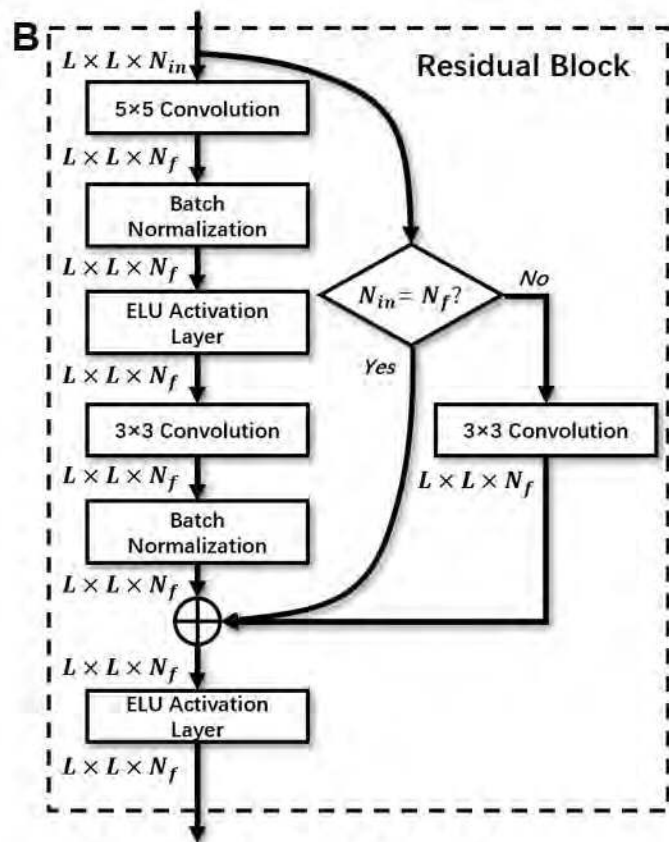 B
Residual Block
L × L × N_in
5×5 Convolution
L × L × N_f
Batch
Normalization
L × L × N_f
ELU Activation
Layer
L × L × N_f
3×3 Convolution
L × L × N_f
Batch
Normalization
L × L × N_f
L × L × N_f
ELU Activation
Layer
L × L × N_f
N_in = N_f?
No
Yes
3×3 Convolution
L × L × N_f